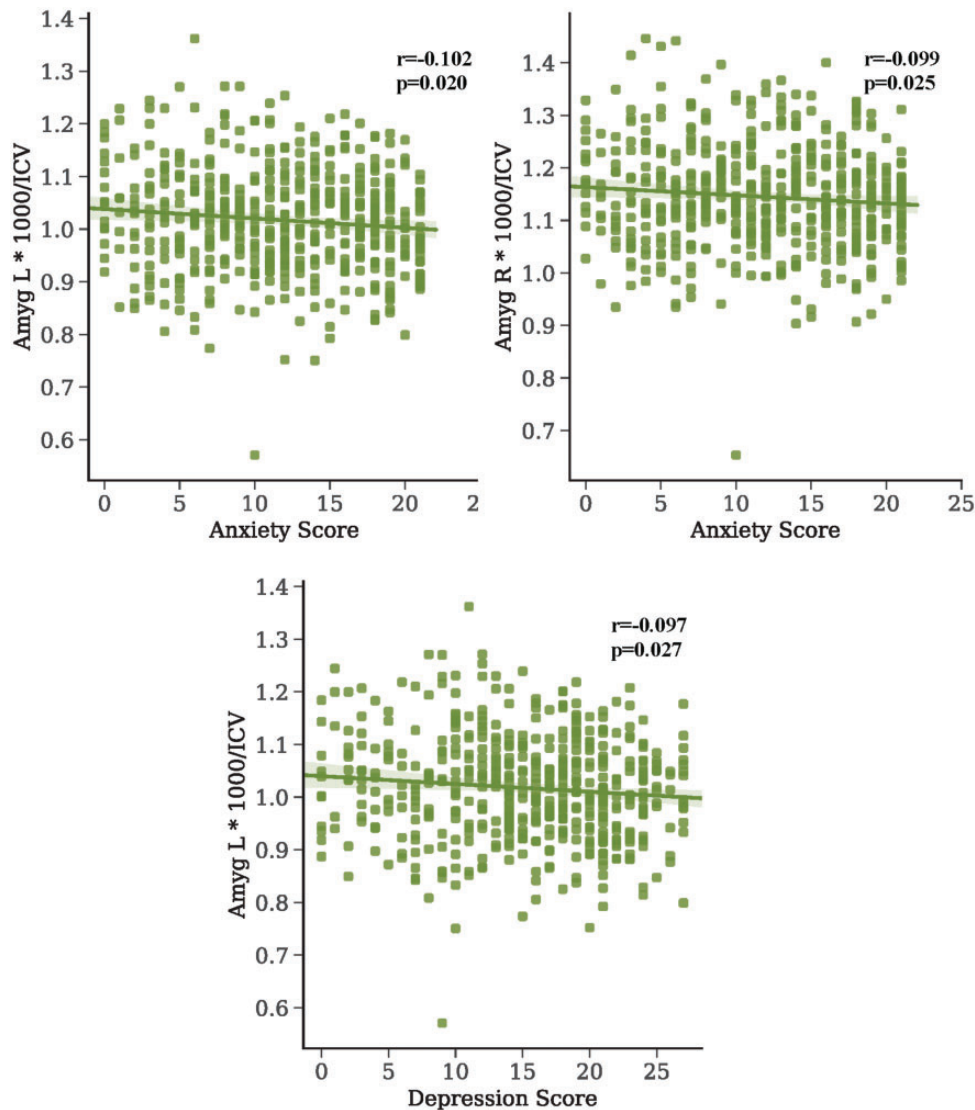 1.4
1.3
1.2
1.1
1.0
0.9
0.8
0.7
0.6
Amyg L * 1000/ICV
r=-0.102
p=0.020
0 5 10 15 20 2
Anxiety Score
1.4
1.3
1.2
1.1
1.0
0.9
0.8
0.7
Amyg R * 1000/ICV
r=-0.099
p=0.025
0 5 10 15 20 25
Anxiety Score
1.4
1.3
1.2
1.1
1.0
0.9
0.8
0.7
0.6
Amyg L * 1000/ICV
r=-0.097
p=0.027
0 5 10 15 20 25
Depression Score